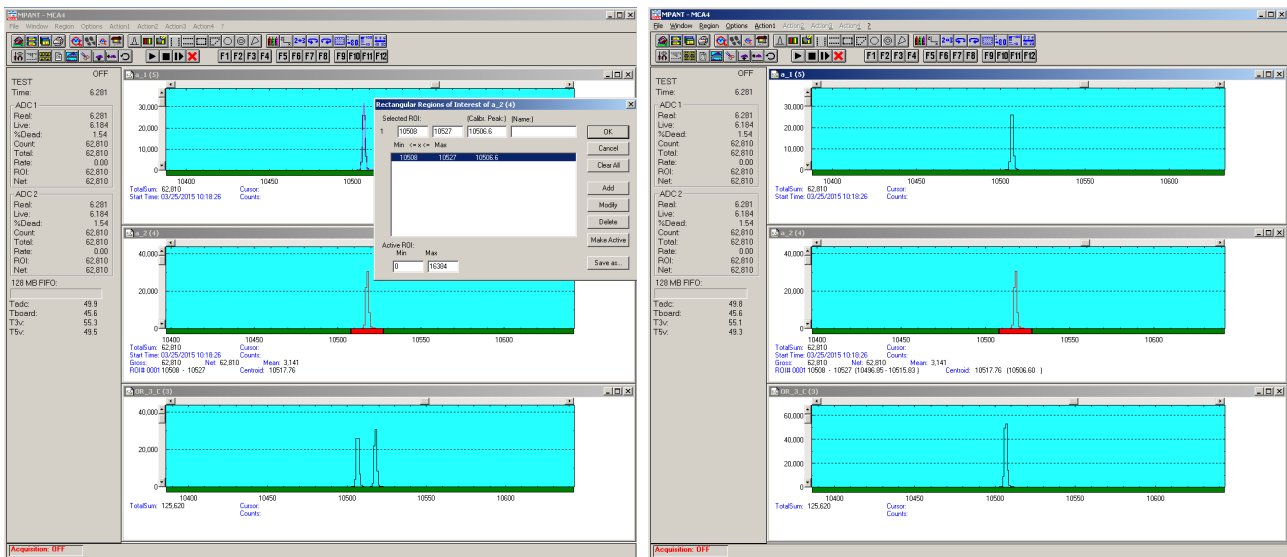 MPANT - MCA4
File Window Region Options Action1 Action2 Action3 Action4 ?
F1 F2 F3 F4 F5 F6 F7 F8 F9 F10 F11 F12
OFF
TEST
Time: 6.281
ADC 1
Real: 6.281
Live: 6.184
%Dead: 1.54
Count: 62,810
Total: 62,810
Rate: 0.00
ROI: 62,810
Net: 62,810
ADC 2
Real: 6.281
Live: 6.184
%Dead: 1.54
Count: 62,810
Total: 62,810
Rate: 0.00
ROI: 62,810
Net: 62,810
128 MB FIFO:
Tadc: 49.9
Tboard: 45.6
T3v: 55.3
T5v: 49.5
a_1 (5)
30,000
20,000
10,000
0
10400 10450 10500
TotalSum: 62,810 Cursor:
Start Time: 03/25/2015 10:18:26 Counts:
Rectangular Regions of Interest of a_2 (4)
Selected ROI: (Calibr. Peak:) (Name:)
1 10508 10527 10506.6
Min <= x <= Max
10508 10527 10506.6
Active ROI:
Min Max
0 16384
OK
Cancel
Clear All
Add
Modify
Delete
Make Active
Save as...
a_2 (4)
40,000
20,000
0
10400 10450 10500 10550 10600
TotalSum: 62,810 Cursor:
Start Time: 03/25/2015 10:18:26 Counts:
Gross: 62,810 Net: 62,810 Mean: 3,141
ROI# 0001 10508 - 10527 Centroid: 10517.76
OR_3_C (3)
40,000
20,000
0
10400 10450 10500 10550 10600
TotalSum: 125,620 Cursor:
Counts:
Acquisition: OFF
MPANT - MCA4
File Window Region Options Action1 Action2 Action3 Action4 ?
F1 F2 F3 F4 F5 F6 F7 F8 F9 F10 F11 F12
OFF
TEST
Time: 6.281
ADC 1
Real: 6.281
Live: 6.184
%Dead: 1.54
Count: 62,810
Total: 62,810
Rate: 0.00
ROI: 62,810
Net: 62,810
ADC 2
Real: 6.281
Live: 6.184
%Dead: 1.54
Count: 62,810
Total: 62,810
Rate: 0.00
ROI: 62,810
Net: 62,810
128 MB FIFO:
Tadc: 49.8
Tboard: 45.6
T3v: 55.1
T5v: 49.3
a_1 (5)
30,000
20,000
10,000
0
10400 10450 10500 10550 10600
TotalSum: 62,810 Cursor:
Start Time: 03/25/2015 10:18:26 Counts:
a_2 (4)
40,000
20,000
0
10400 10450 10500 10550 10600
TotalSum: 62,810 Cursor:
Start Time: 03/25/2015 10:18:26 Counts:
Gross: 62,810 Net: 62,810 Mean: 3,141
ROI# 0001 10508 - 10527 (10496.85 - 10515.83 ) Centroid: 10517.76 (10506.60 )
OR_3_C (3)
60,000
40,000
20,000
0
10400 10450 10500 10550 10600
TotalSum: 125,620 Cursor:
Counts:
Acquisition: OFF